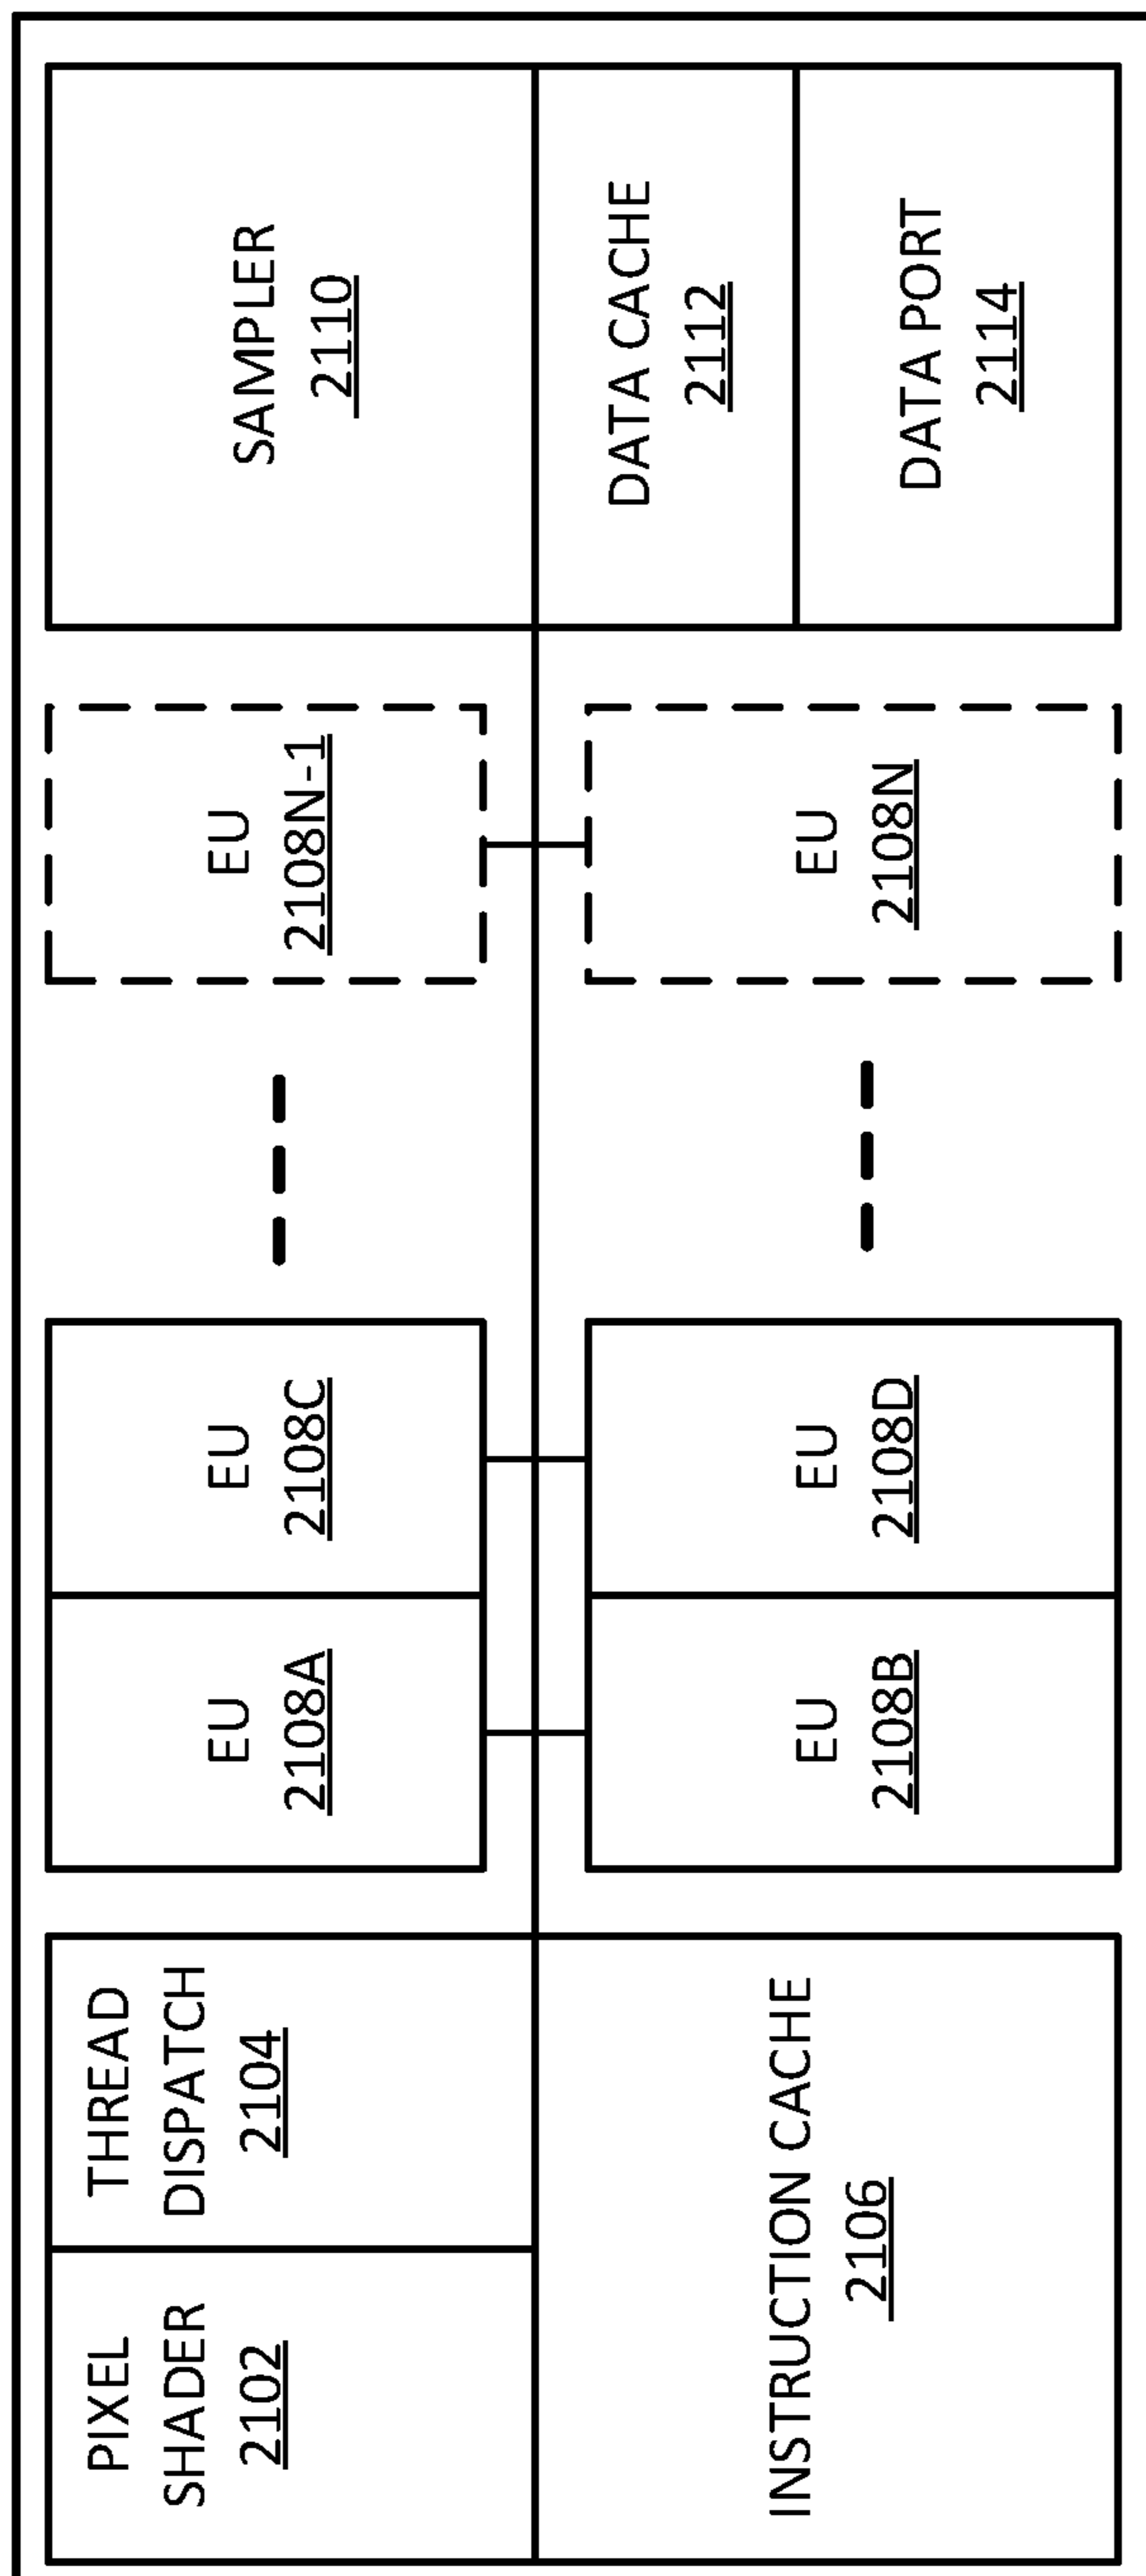 PIXEL
SHADER
2102
THREAD
DISPATCH
2104
INSTRUCTION CACHE
2106
EU
2108A
EU
2108C
EU
2108B
EU
2108D
EU
2108N-1
EU
2108N
SAMPLER
2110
DATA CACHE
2112
DATA PORT
2114